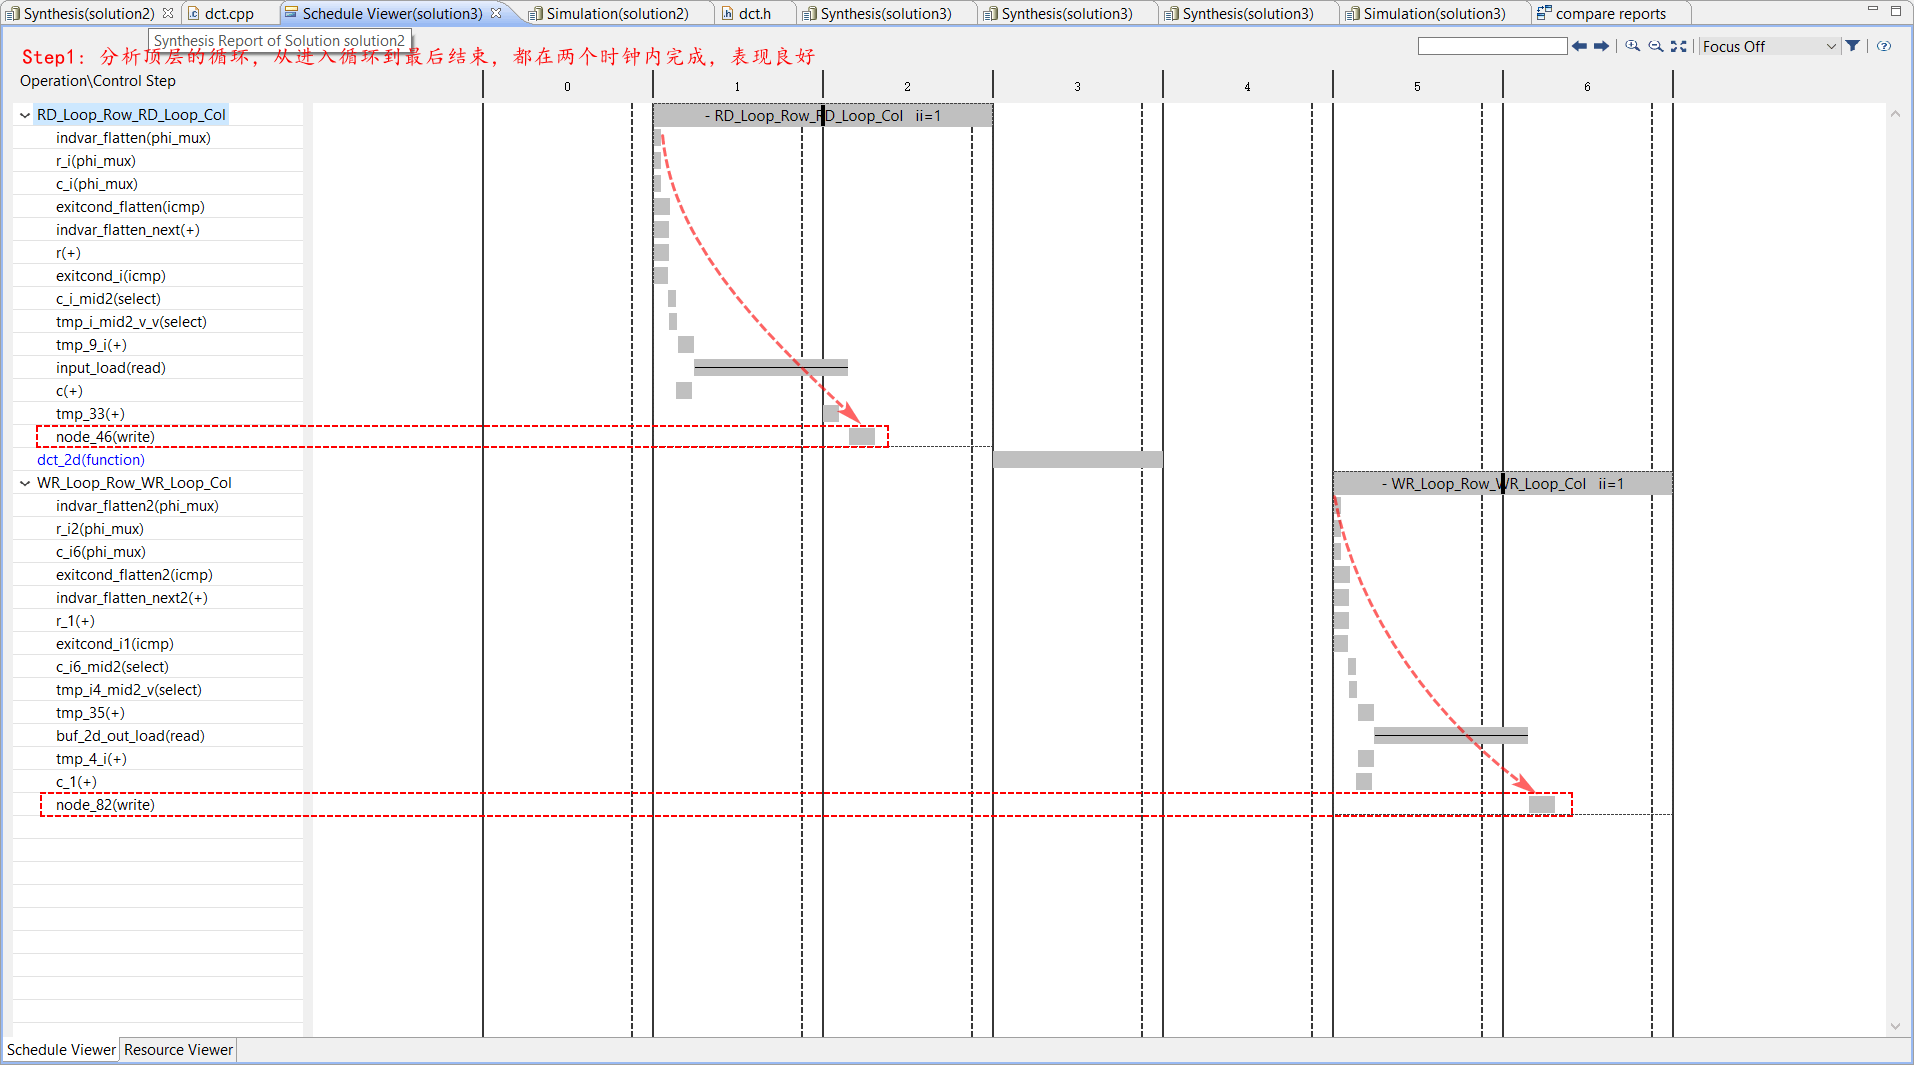 Synthesis(solution2) dct.cpp Schedule Viewer(solution3) Simulation(solution2) dct.h Synthesis(solution3) Synthesis(solution3) Synthesis(solution3) Simulation(solution3) compare reports
Synthesis Report of Solution solution2
Step1: 分析顶层的循环，从进入循环到最后结束，都在两个时钟内完成，表现良好
Focus Off
Operation\Control Step 0 1 2 3 4 5 6
RD_Loop_Row_RD_Loop_Col - RD_Loop_Row_RD_Loop_Col ii=1
indvar_flatten(phi_mux)
r_i(phi_mux)
c_i(phi_mux)
exitcond_flatten(icmp)
indvar_flatten_next(+)
r(+)
exitcond_i(icmp)
c_i_mid2(select)
tmp_i_mid2_v_v(select)
tmp_9_i(+)
input_load(read)
c(+)
tmp_33(+)
node_46(write)
dct_2d(function)
WR_Loop_Row_WR_Loop_Col - WR_Loop_Row_WR_Loop_Col ii=1
indvar_flatten2(phi_mux)
r_i2(phi_mux)
c_i6(phi_mux)
exitcond_flatten2(icmp)
indvar_flatten_next2(+)
r_1(+)
exitcond_i1(icmp)
c_i6_mid2(select)
tmp_i4_mid2_v(select)
tmp_35(+)
buf_2d_out_load(read)
tmp_4_i(+)
c_1(+)
node_82(write)
Schedule Viewer Resource Viewer